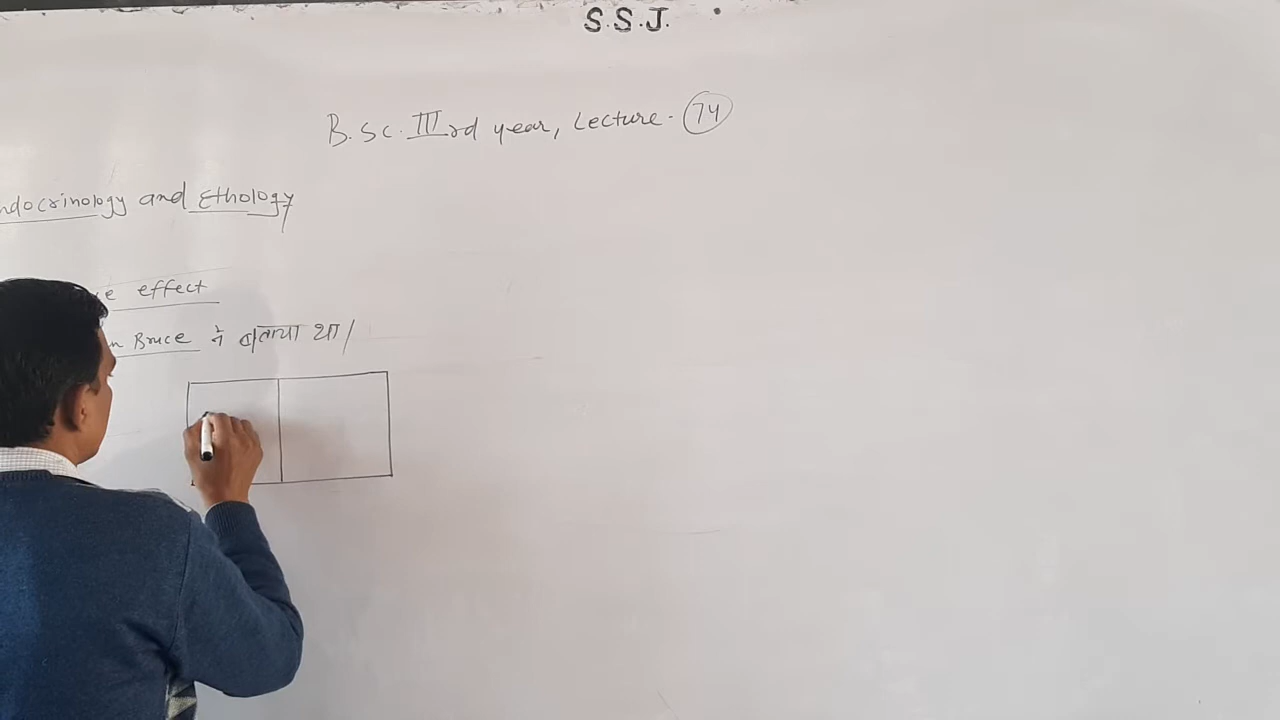 S.S.J.
B.Sc. IIIrd year, Lecture. 74
ndocrinology and Ethology
e effect
n Bruce ने बताया था/